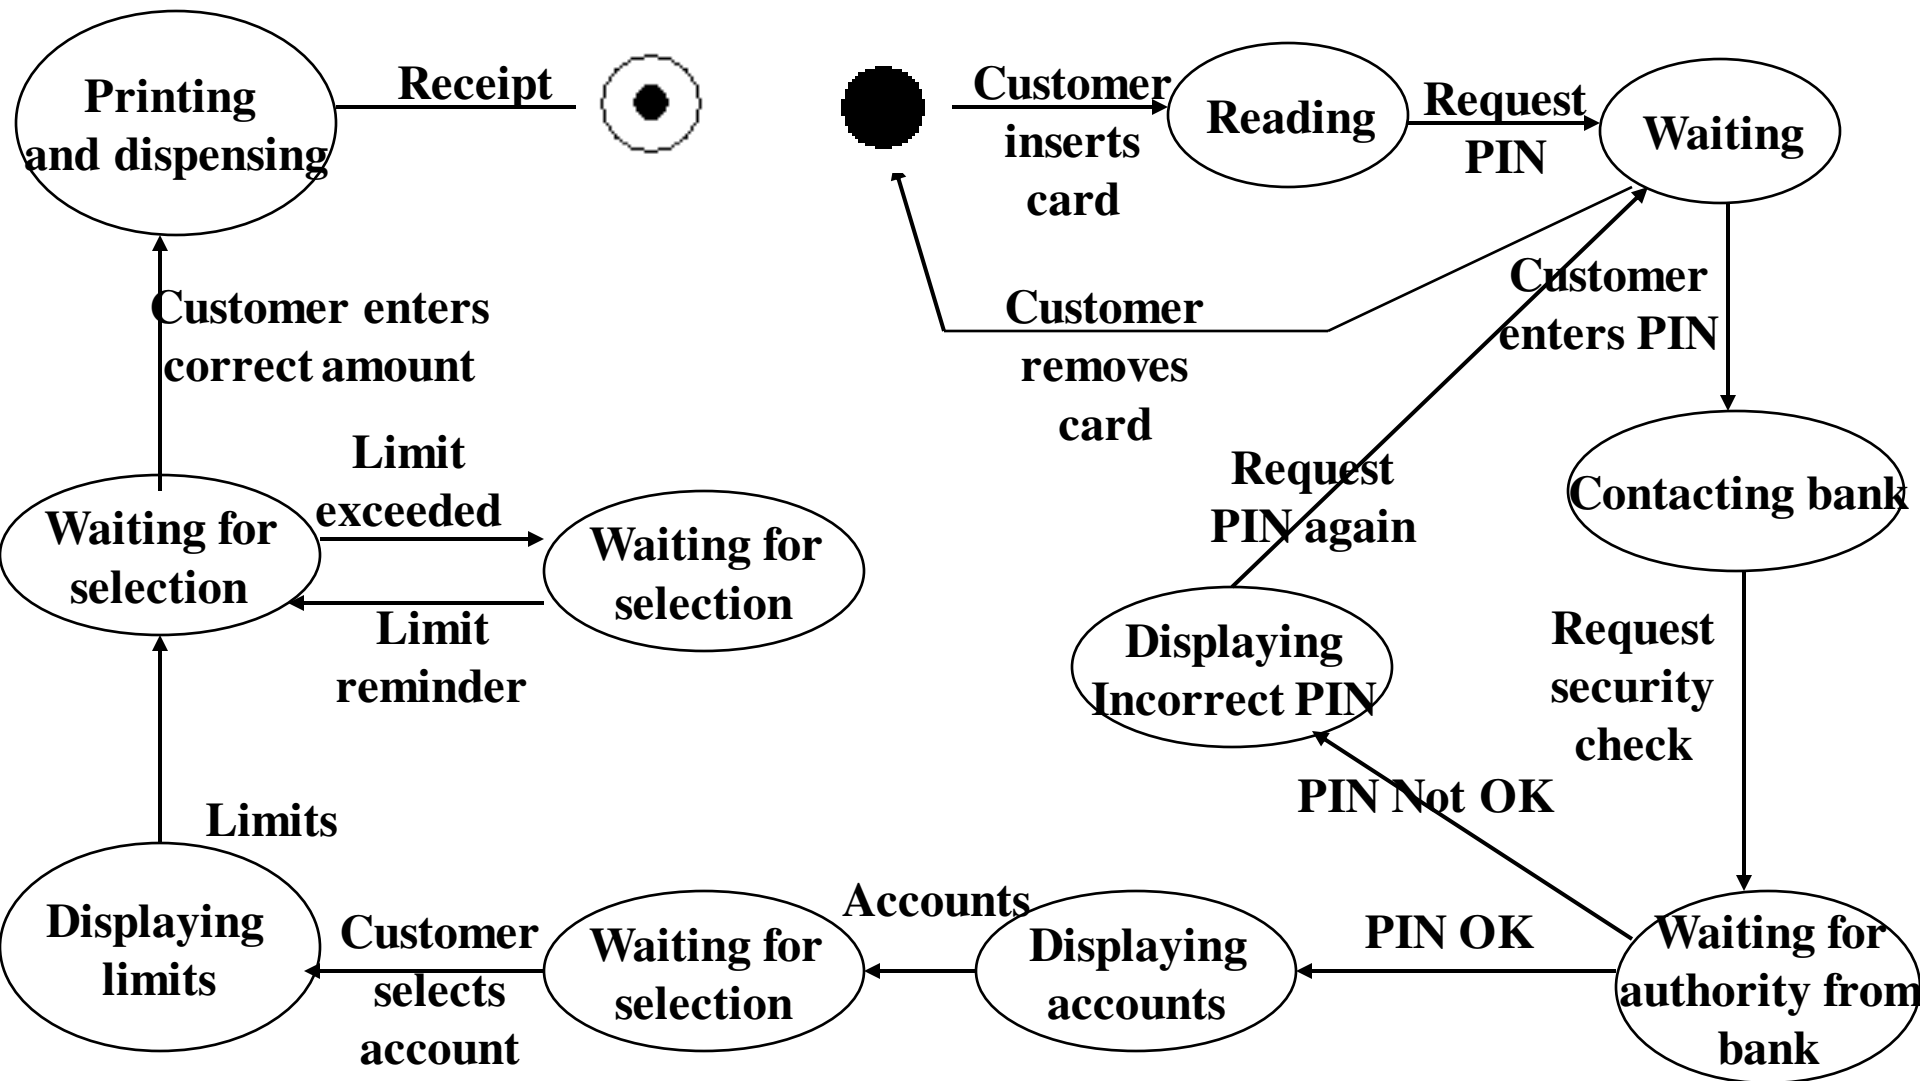 Printing
and dispensing
Receipt
Customer
inserts
card
Reading
Request
PIN
Waiting
Customer enters
correct amount
Customer
removes
card
Customer
enters PIN
Limit
exceeded
Waiting for
selection
Waiting for
selection
Limit
reminder
Request
PIN again
Contacting bank
Displaying
Incorrect PIN
Request
security
check
PIN Not OK
Limits
Displaying
limits
Customer
selects
account
Waiting for
selection
Accounts
Displaying
accounts
PIN OK
Waiting for
authority from
bank